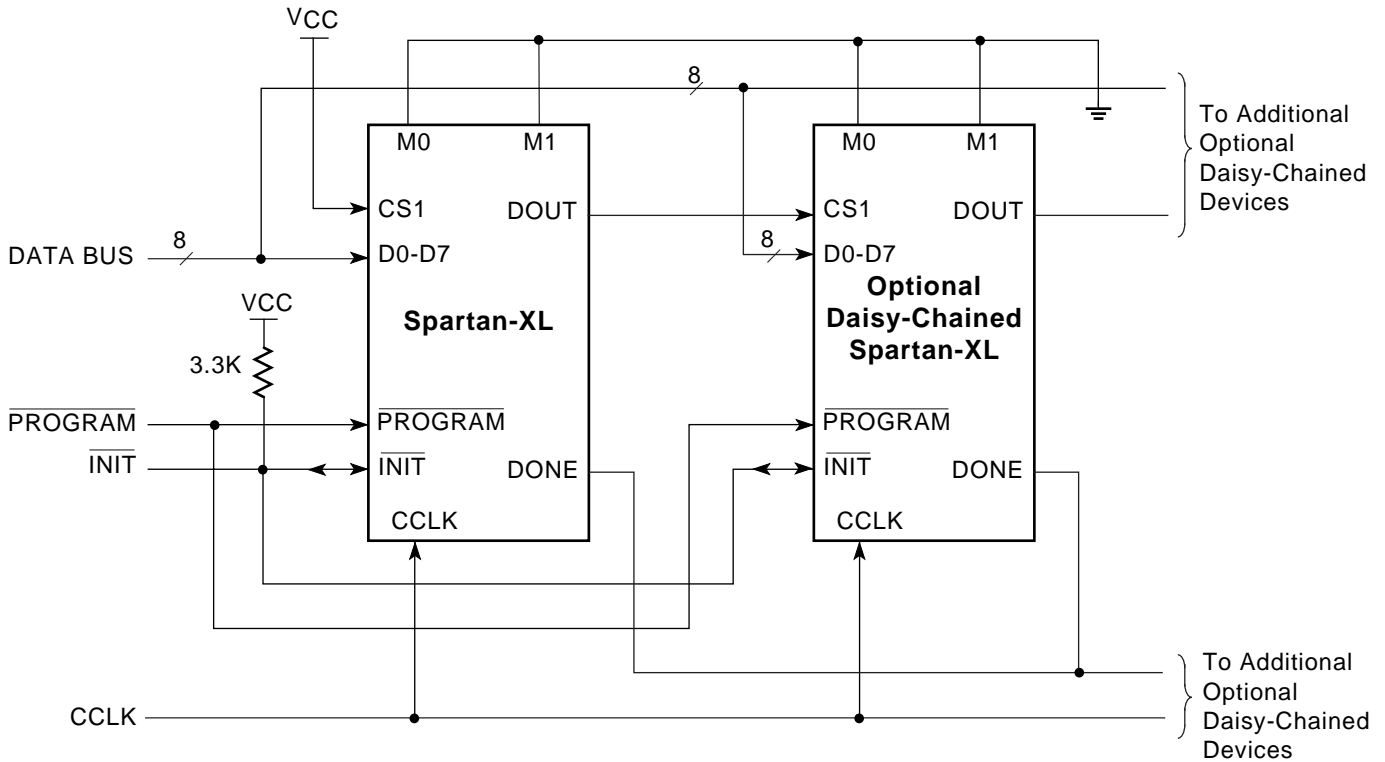 VCC
8
M0
M1
M0
M1
To Additional
Optional
Daisy-Chained
Devices
CS1
DOUT
CS1
DOUT
DATA BUS
8
D0-D7
8
D0-D7
VCC
3.3K
Spartan-XL
Optional
Daisy-Chained
Spartan-XL
PROGRAM
PROGRAM
PROGRAM
INIT
INIT
DONE
INIT
DONE
CCLK
CCLK
CCLK
To Additional
Optional
Daisy-Chained
Devices